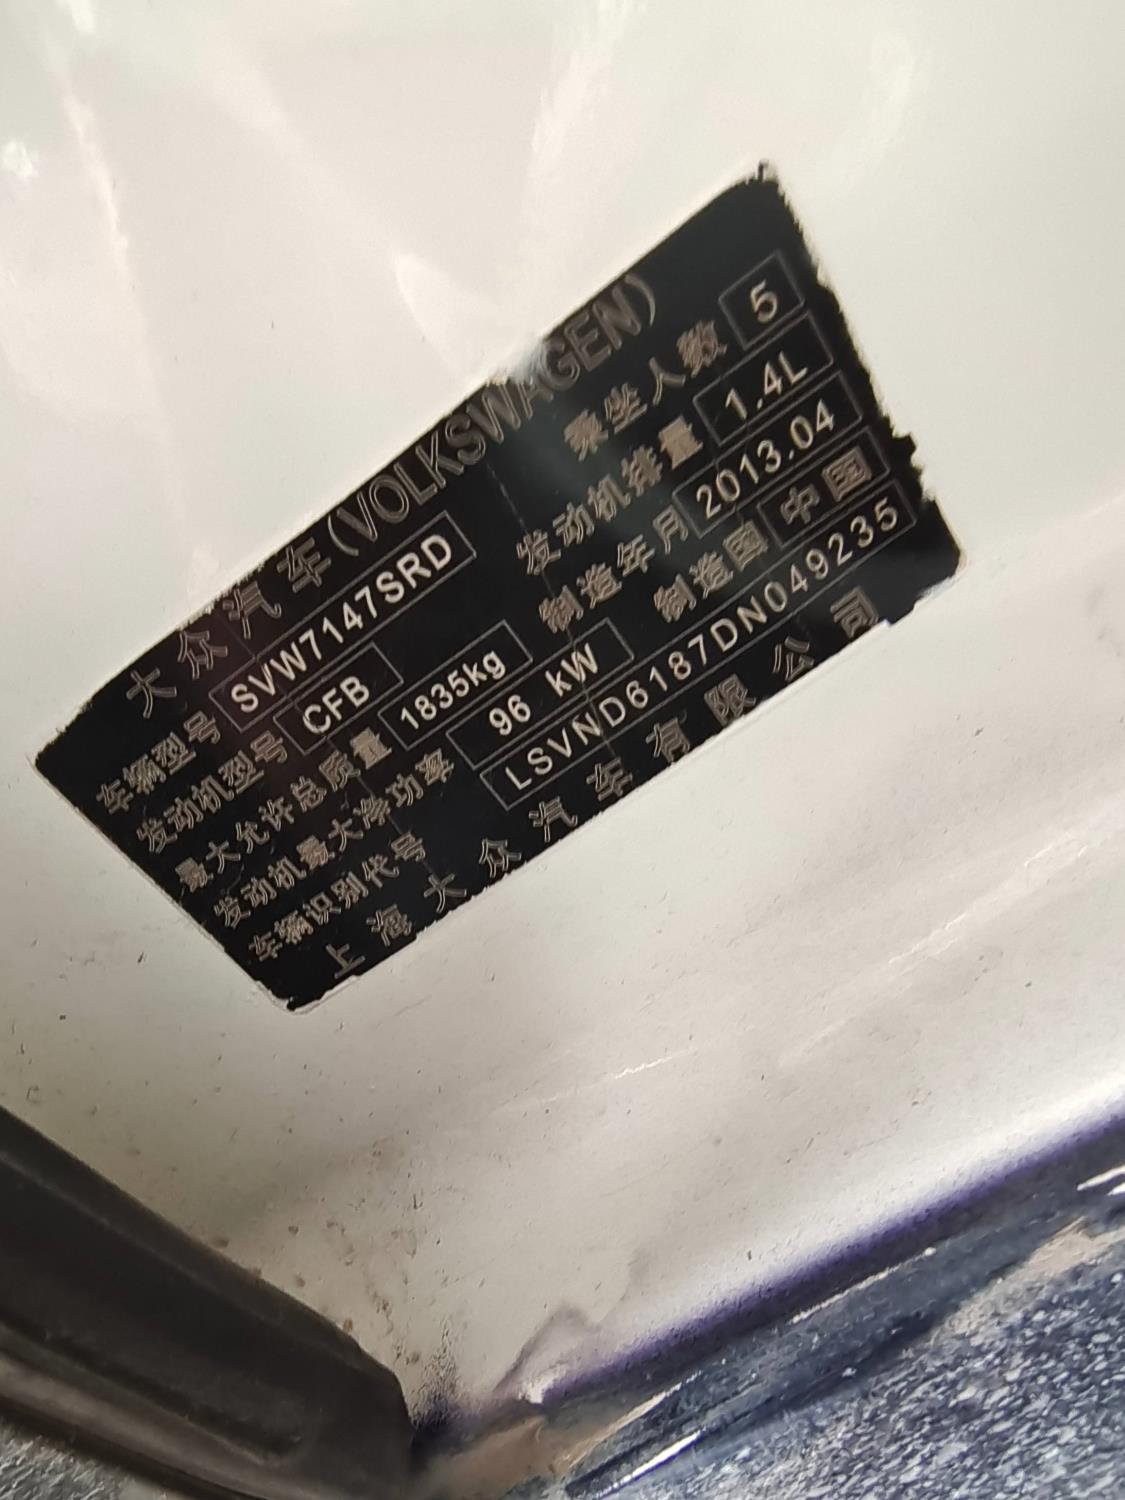 大众汽车(VOLKSWAGEN)
车辆型号 SVW7147SRD 乘坐人数 5
发动机型号 CFB 发动机排量 1.4L
最大允许总质量 1835kg 制造年月 2013.04
发动机最大净功率 96 kW 制造国 中国
车辆识别代号 LSVND6187DN049235
上海大众汽车有限公司